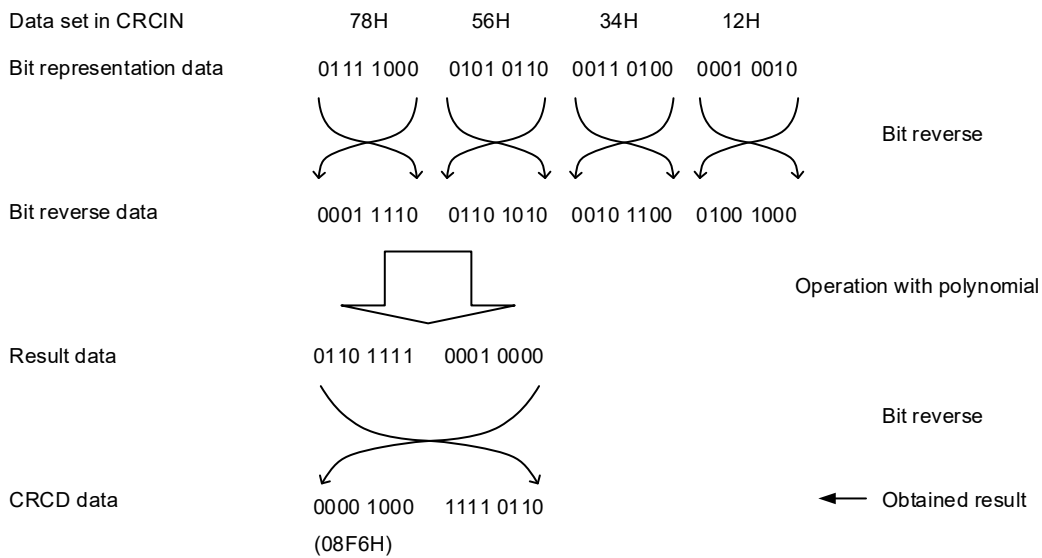 Data set in CRCIN 78H 56H 34H 12H
Bit representation data 0111 1000 0101 0110 0011 0100 0001 0010
Bit reverse
Bit reverse data 0001 1110 0110 1010 0010 1100 0100 1000
Operation with polynomial
Result data 0110 1111 0001 0000
Bit reverse
CRCD data 0000 1000 1111 0110 Obtained result
(08F6H)